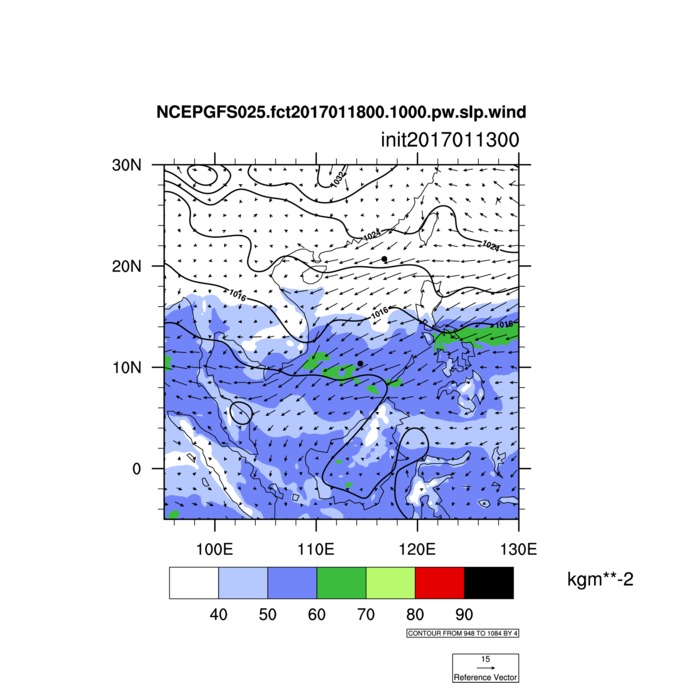 NCEPGFS025.fct2017011800.1000.pw.slp.wind
init2017011300
30N
1032
1024
1024
20N
1016
1016
1016
10N
0
100E 110E 120E 130E
kgm**-2
40 50 60 70 80 90
CONTOUR FROM 948 TO 1084 BY 4
15
Reference Vector